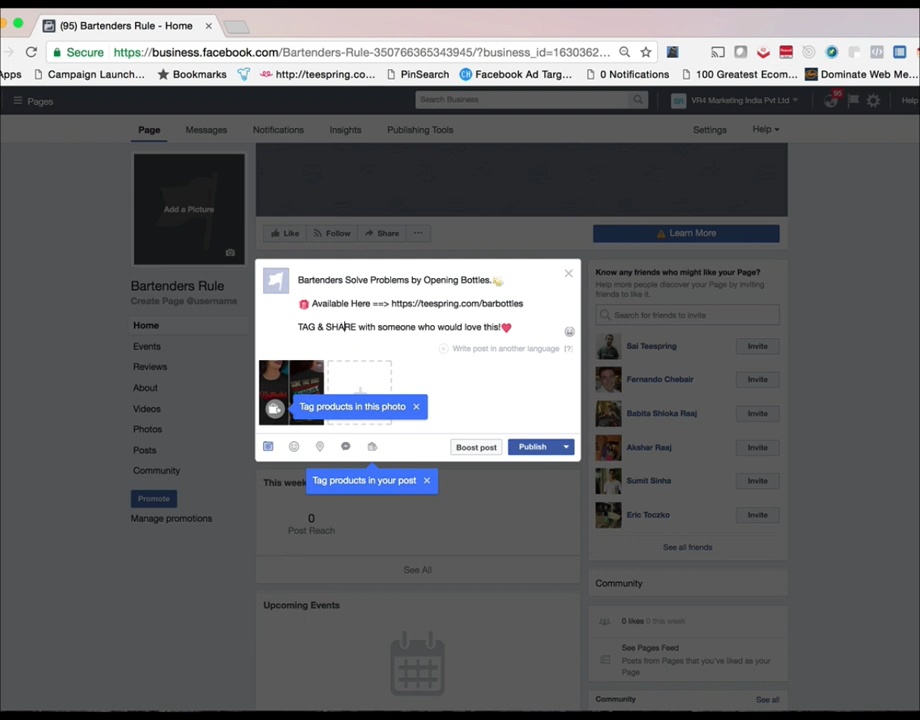 (95) Bartenders Rule - Home
Secure https://business.facebook.com/Bartenders-Rule-350766365343945/?business_id=1630362...
Apps Campaign Launch... Bookmarks http://teespring.co... PinSearch Facebook Ad Targ... 0 Notifications 100 Greatest Ecom... Dominate Web Me...
Pages Search Business VR4 Marketing India Pvt Ltd 95 Help
Page Messages Notifications Insights Publishing Tools Settings Help
Add a Picture
Like Follow Share ... Learn More
Bartenders Rule
Create Page @username
Home
Events
Reviews
About
Videos
Photos
Posts
Community
Promote
Manage promotions
Bartenders Solve Problems by Opening Bottles.
Available Here ==> https://teespring.com/barbottles
TAG & SHARE with someone who would love this!
Write post in another language [?]
Tag products in this photo
Boost post Publish
Tag products in your post
This week
0
Post Reach
See All
Upcoming Events
Know any friends who might like your Page?
Help more people discover your Page by inviting
friends to like it.
Search for friends to invite
Sai Teespring Invite
Fernando Chebair Invite
Babita Shloka Raaj Invite
Akshar Raaj Invite
Sumit Sinha Invite
Eric Toczko Invite
See all friends
Community
0 likes 0 this week
See Pages Feed
Posts from Pages that you've liked as your
Page
Community See all